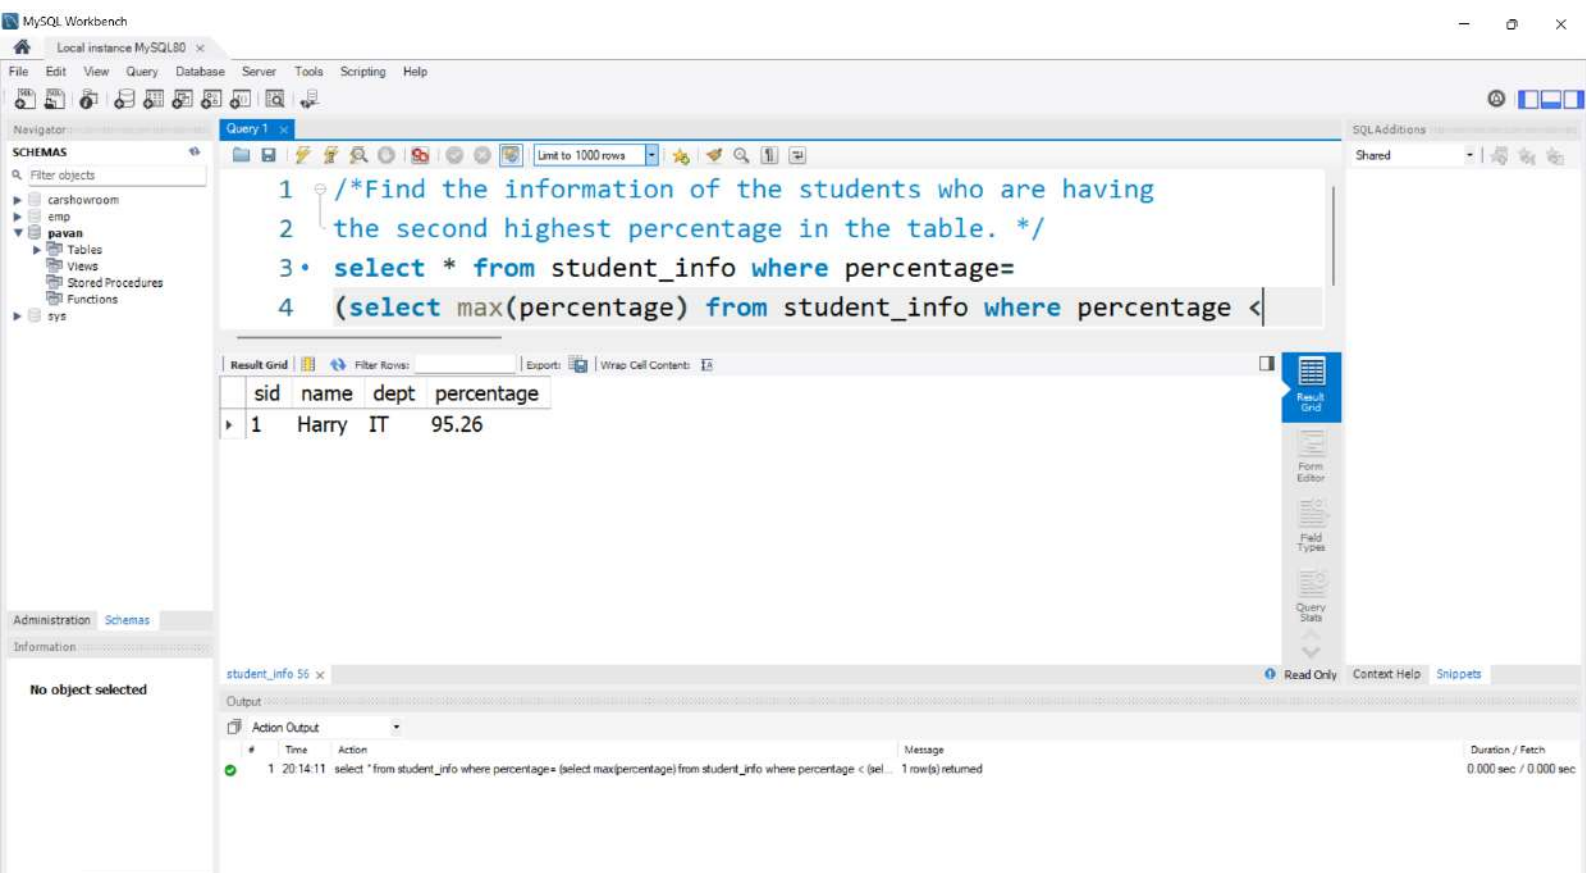 MySQL Workbench
Local instance MySQL80
File Edit View Query Database Server Tools Scripting Help
Navigator
SCHEMAS
Filter objects
carshowroom
emp
pavan
Tables
Views
Stored Procedures
Functions
sys
Administration Schemas
Information
No object selected
Query 1
Limit to 1000 rows
1 /*Find the information of the students who are having
2 the second highest percentage in the table. */
3 select * from student_info where percentage=
4 (select max(percentage) from student_info where percentage <
Result Grid Filter Rows: Export: Wrap Cell Content:
sid name dept percentage
1 Harry IT 95.26
Result
Grid
Form
Editor
Field
Types
Query
Stats
student_info 56 Read Only
Output
Action Output
# Time Action Message Duration / Fetch
1 20:14:11 select * from student_info where percentage= (select max(percentage) from student_info where percentage < (sel... 1 row(s) returned 0.000 sec / 0.000 sec
SQLAdditions
Shared
Context Help Snippets